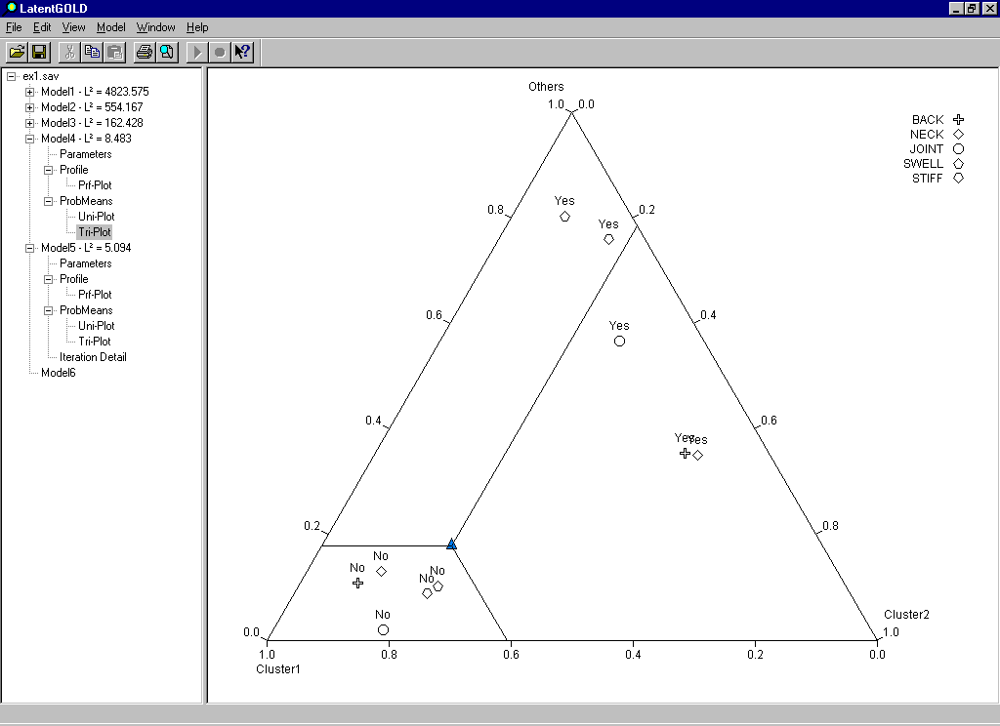 LatentGOLD
File Edit View Model Window Help
ex1.sav
Model1 - L² = 4823.575
Model2 - L² = 554.167
Model3 - L² = 162.428
Model4 - L² = 8.483
Parameters
Profile
Prf-Plot
ProbMeans
Uni-Plot
Tri-Plot
Model5 - L² = 5.094
Parameters
Profile
Prf-Plot
ProbMeans
Uni-Plot
Tri-Plot
Iteration Detail
Model6
Others
1.0 0.0
BACK
NECK
JOINT
SWELL
STIFF
Yes
0.8 0.2
Yes
0.6 0.4
Yes
0.4 0.6
Yes Yes
0.2 0.8
No
No
No No
No
Cluster2
0.0 1.0
1.0 0.8 0.6 0.4 0.2 0.0
Cluster1